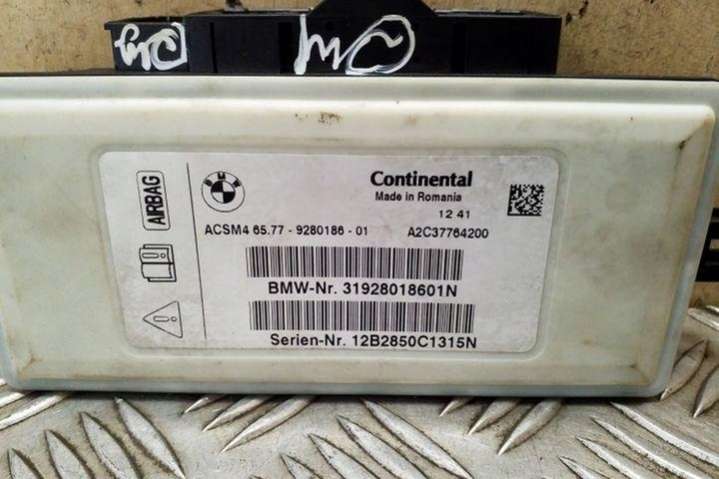 AIRBAG
BMW
Continental
Made in Romania
12 41
ACSM4 65.77 - 9280186 - 01 A2C37764200
BMW-Nr. 31928018601N
Serien-Nr. 12B2850C1315N